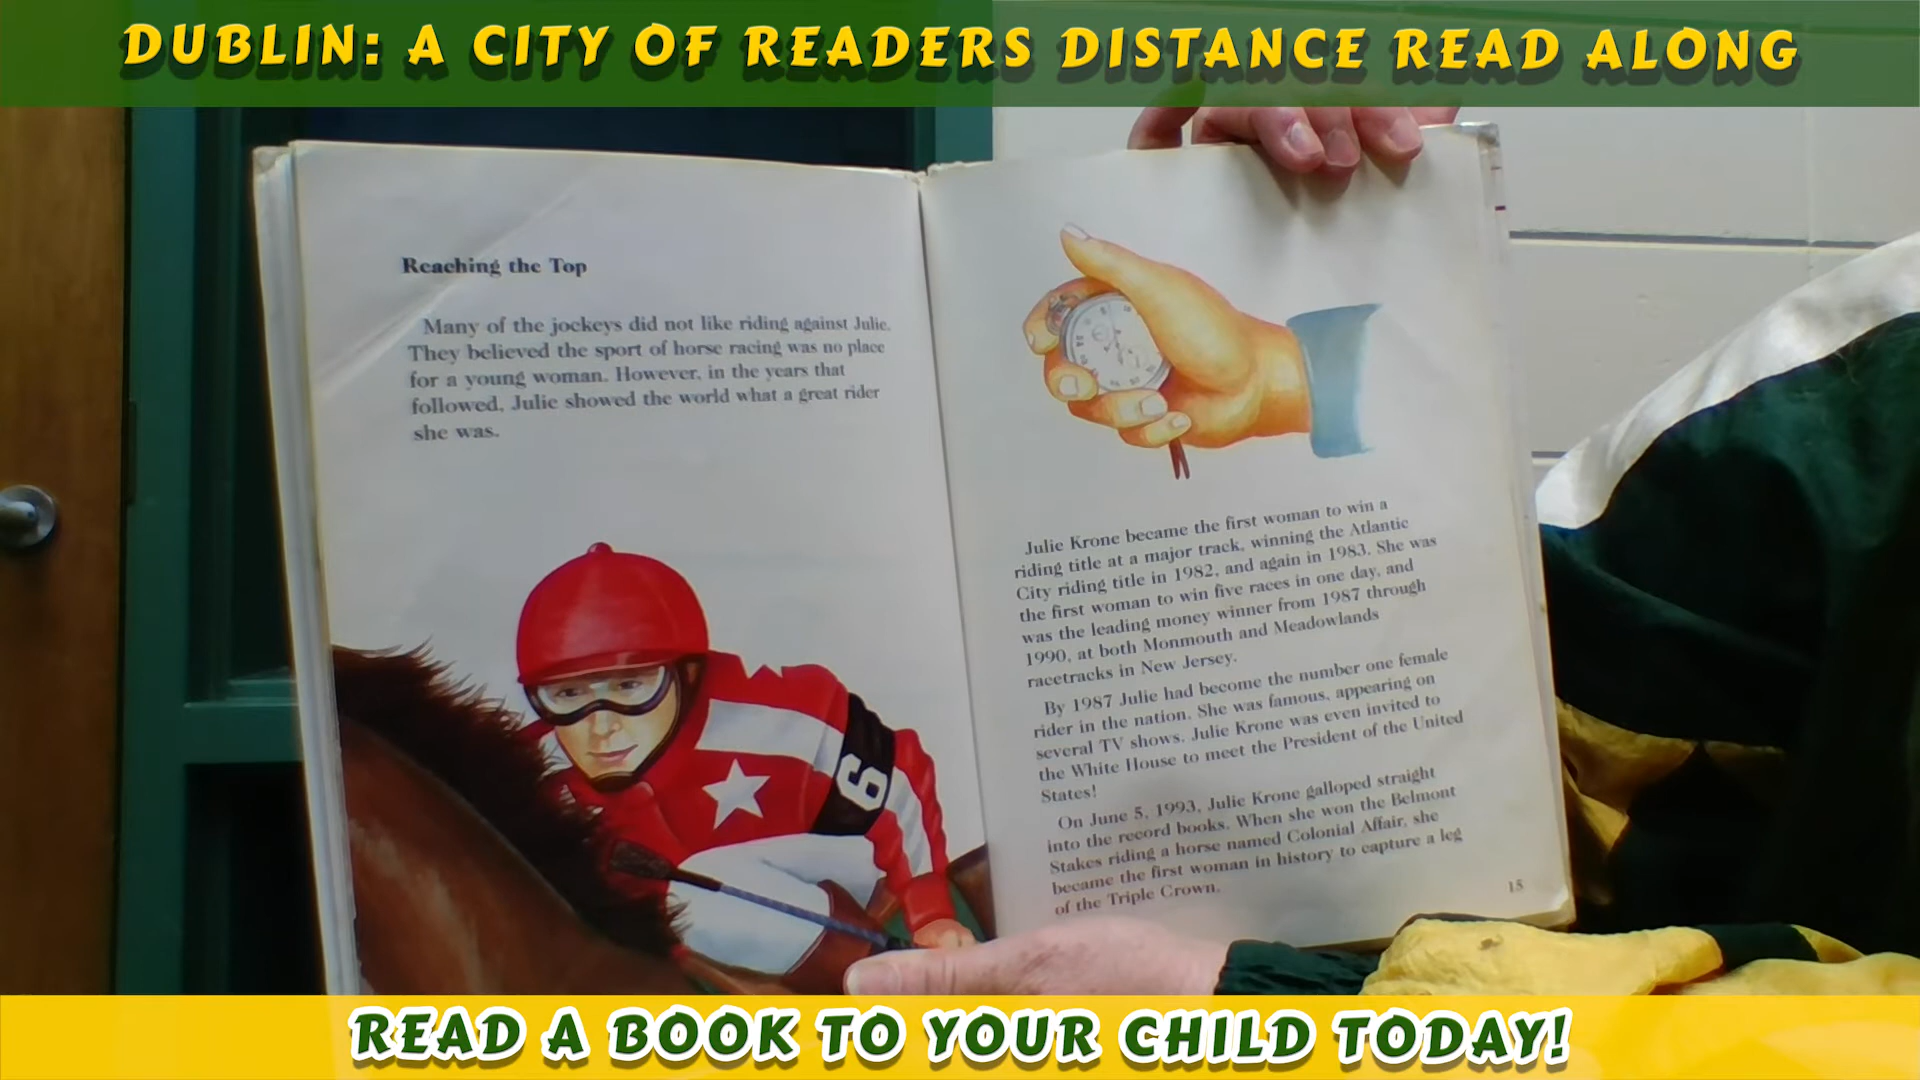 DUBLIN: A CITY OF READERS DISTANCE READ ALONG
Reaching the Top
Many of the jockeys did not like riding against Julie.
They believed the sport of horse racing was no place
for a young woman. However, in the years that
followed, Julie showed the world what a great rider
she was.
9
Julie Krone became the first woman to win a
riding title at a major track, winning the Atlantic
City riding title in 1982, and again in 1983. She was
the first woman to win five races in one day, and
was the leading money winner from 1987 through
1990, at both Monmouth and Meadowlands
racetracks in New Jersey.
By 1987 Julie had become the number one female
rider in the nation. She was famous, appearing on
several TV shows. Julie Krone was even invited to
the White House to meet the President of the United
States!
On June 5, 1993, Julie Krone galloped straight
into the record books. When she won the Belmont
Stakes riding a horse named Colonial Affair, she
became the first woman in history to capture a leg
of the Triple Crown.
15
READ A BOOK TO YOUR CHILD TODAY!